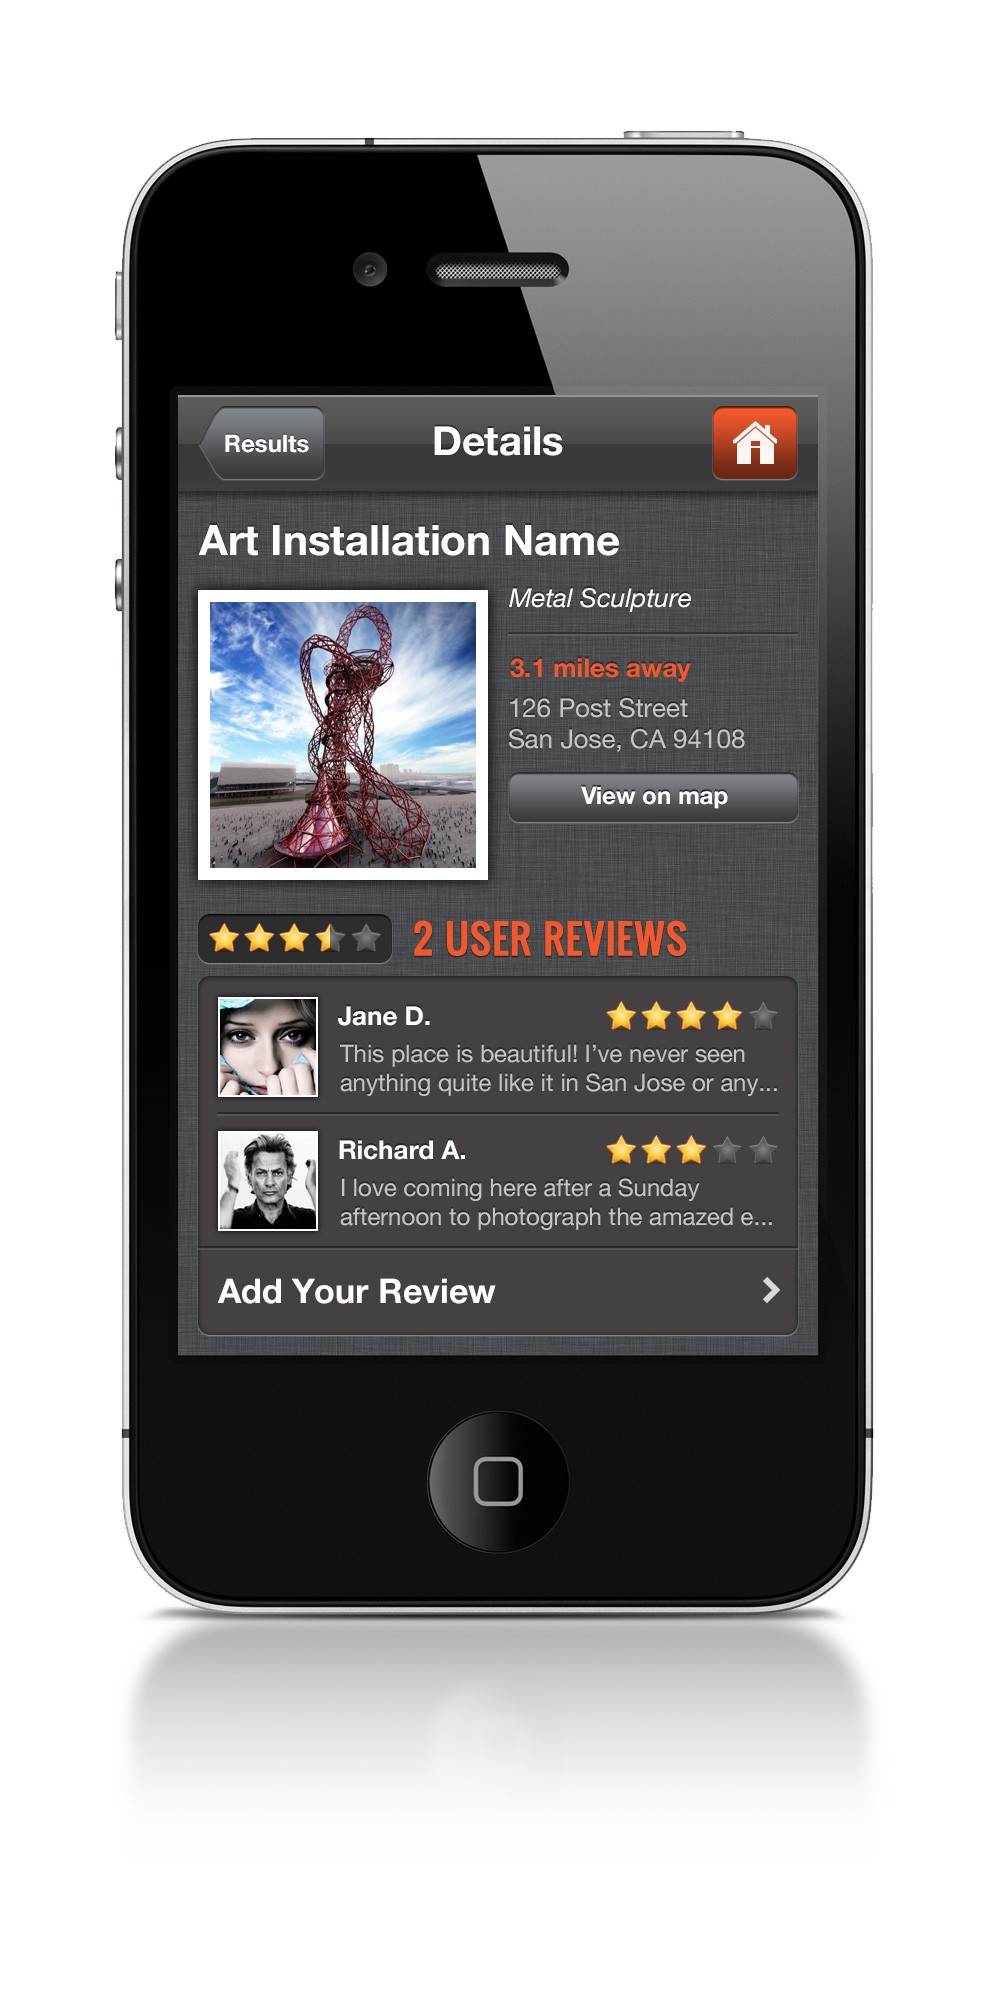 Results
Details
Art Installation Name
Metal Sculpture
3.1 miles away
126 Post Street
San Jose, CA 94108
View on map
2 USER REVIEWS
Jane D.
This place is beautiful! I’ve never seen
anything quite like it in San Jose or any...
Richard A.
I love coming here after a Sunday
afternoon to photograph the amazed e...
Add Your Review